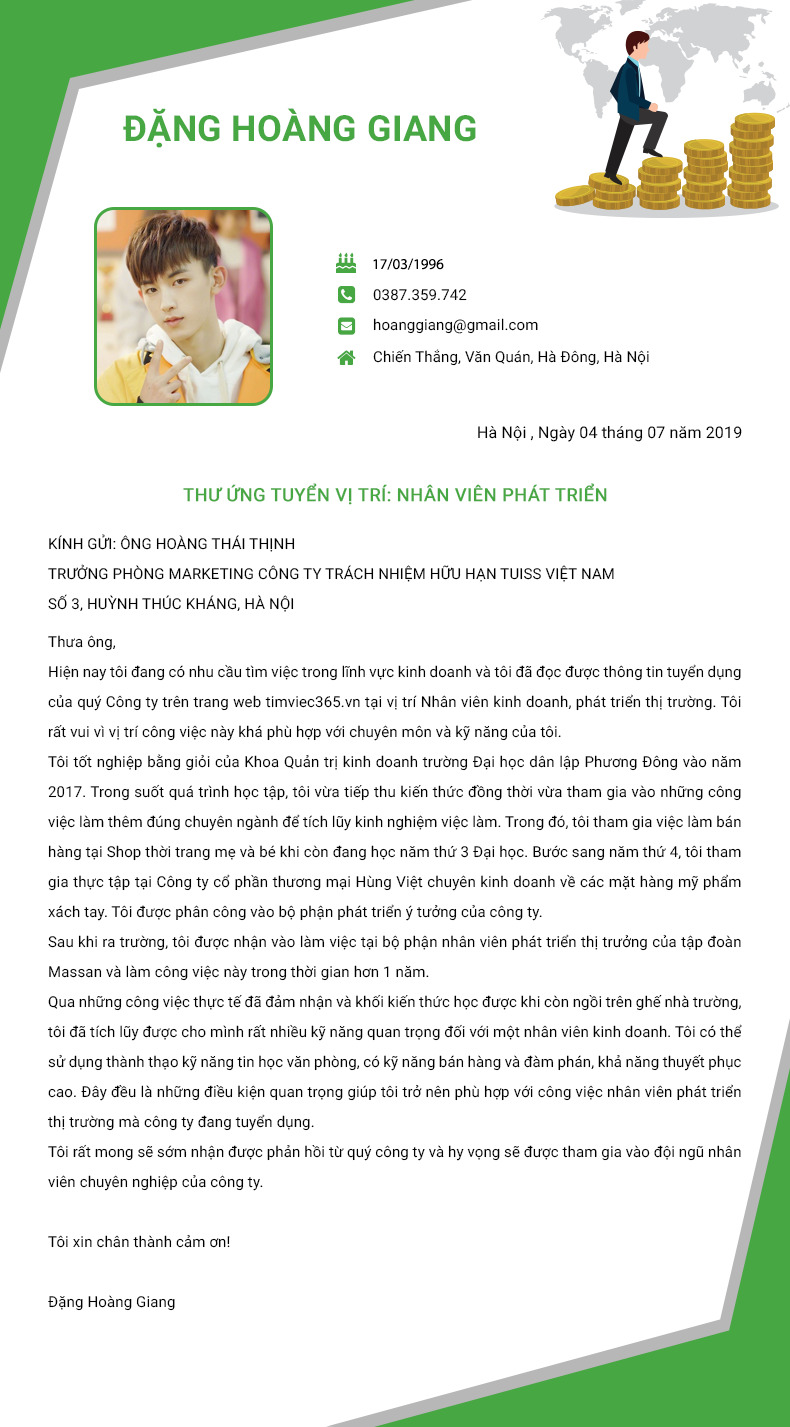 ĐẶNG HOÀNG GIANG
17/03/1996
0387.359.742
hoanggiang@gmail.com
Chiến Thắng, Văn Quán, Hà Đông, Hà Nội
Hà Nội , Ngày 04 tháng 07 năm 2019
THƯ ỨNG TUYỂN VỊ TRÍ: NHÂN VIÊN PHÁT TRIỂN
KÍNH GỬI: ÔNG HOÀNG THÁI THỊNH
TRƯỞNG PHÒNG MARKETING CÔNG TY TRÁCH NHIỆM HỮU HẠN TUISS VIỆT NAM
SỐ 3, HUỲNH THÚC KHÁNG, HÀ NỘI
Thưa ông,
Hiện nay tôi đang có nhu cầu tìm việc trong lĩnh vực kinh doanh và tôi đã đọc được thông tin tuyển dụng
của quý Công ty trên trang web timviec365.vn tại vị trí Nhân viên kinh doanh, phát triển thị trường. Tôi
rất vui vì vị trí công việc này khá phù hợp với chuyên môn và kỹ năng của tôi.
Tôi tốt nghiệp bằng giỏi của Khoa Quản trị kinh doanh trường Đại học dân lập Phương Đông vào năm
2017. Trong suốt quá trình học tập, tôi vừa tiếp thu kiến thức đồng thời vừa tham gia vào những công
việc làm thêm đúng chuyên ngành để tích lũy kinh nghiệm việc làm. Trong đó, tôi tham gia việc làm bán
hàng tại Shop thời trang mẹ và bé khi còn đang học năm thứ 3 Đại học. Bước sang năm thứ 4, tôi tham
gia thực tập tại Công ty cổ phần thương mại Hùng Việt chuyên kinh doanh về các mặt hàng mỹ phẩm
xách tay. Tôi được phân công vào bộ phận phát triển ý tưởng của công ty.
Sau khi ra trường, tôi được nhận vào làm việc tại bộ phận nhân viên phát triển thị trưởng của tập đoàn
Massan và làm công việc này trong thời gian hơn 1 năm.
Qua những công việc thực tế đã đảm nhận và khối kiến thức học được khi còn ngồi trên ghế nhà trường,
tôi đã tích lũy được cho mình rất nhiều kỹ năng quan trọng đối với một nhân viên kinh doanh. Tôi có thể
sử dụng thành thạo kỹ năng tin học văn phòng, có kỹ năng bán hàng và đàm phán, khả năng thuyết phục
cao. Đây đều là những điều kiện quan trọng giúp tôi trở nên phù hợp với công việc nhân viên phát triển
thị trường mà công ty đang tuyển dụng.
Tôi rất mong sẽ sớm nhận được phản hồi từ quý công ty và hy vọng sẽ được tham gia vào đội ngũ nhân
viên chuyên nghiệp của công ty.
Tôi xin chân thành cảm ơn!
Đặng Hoàng Giang